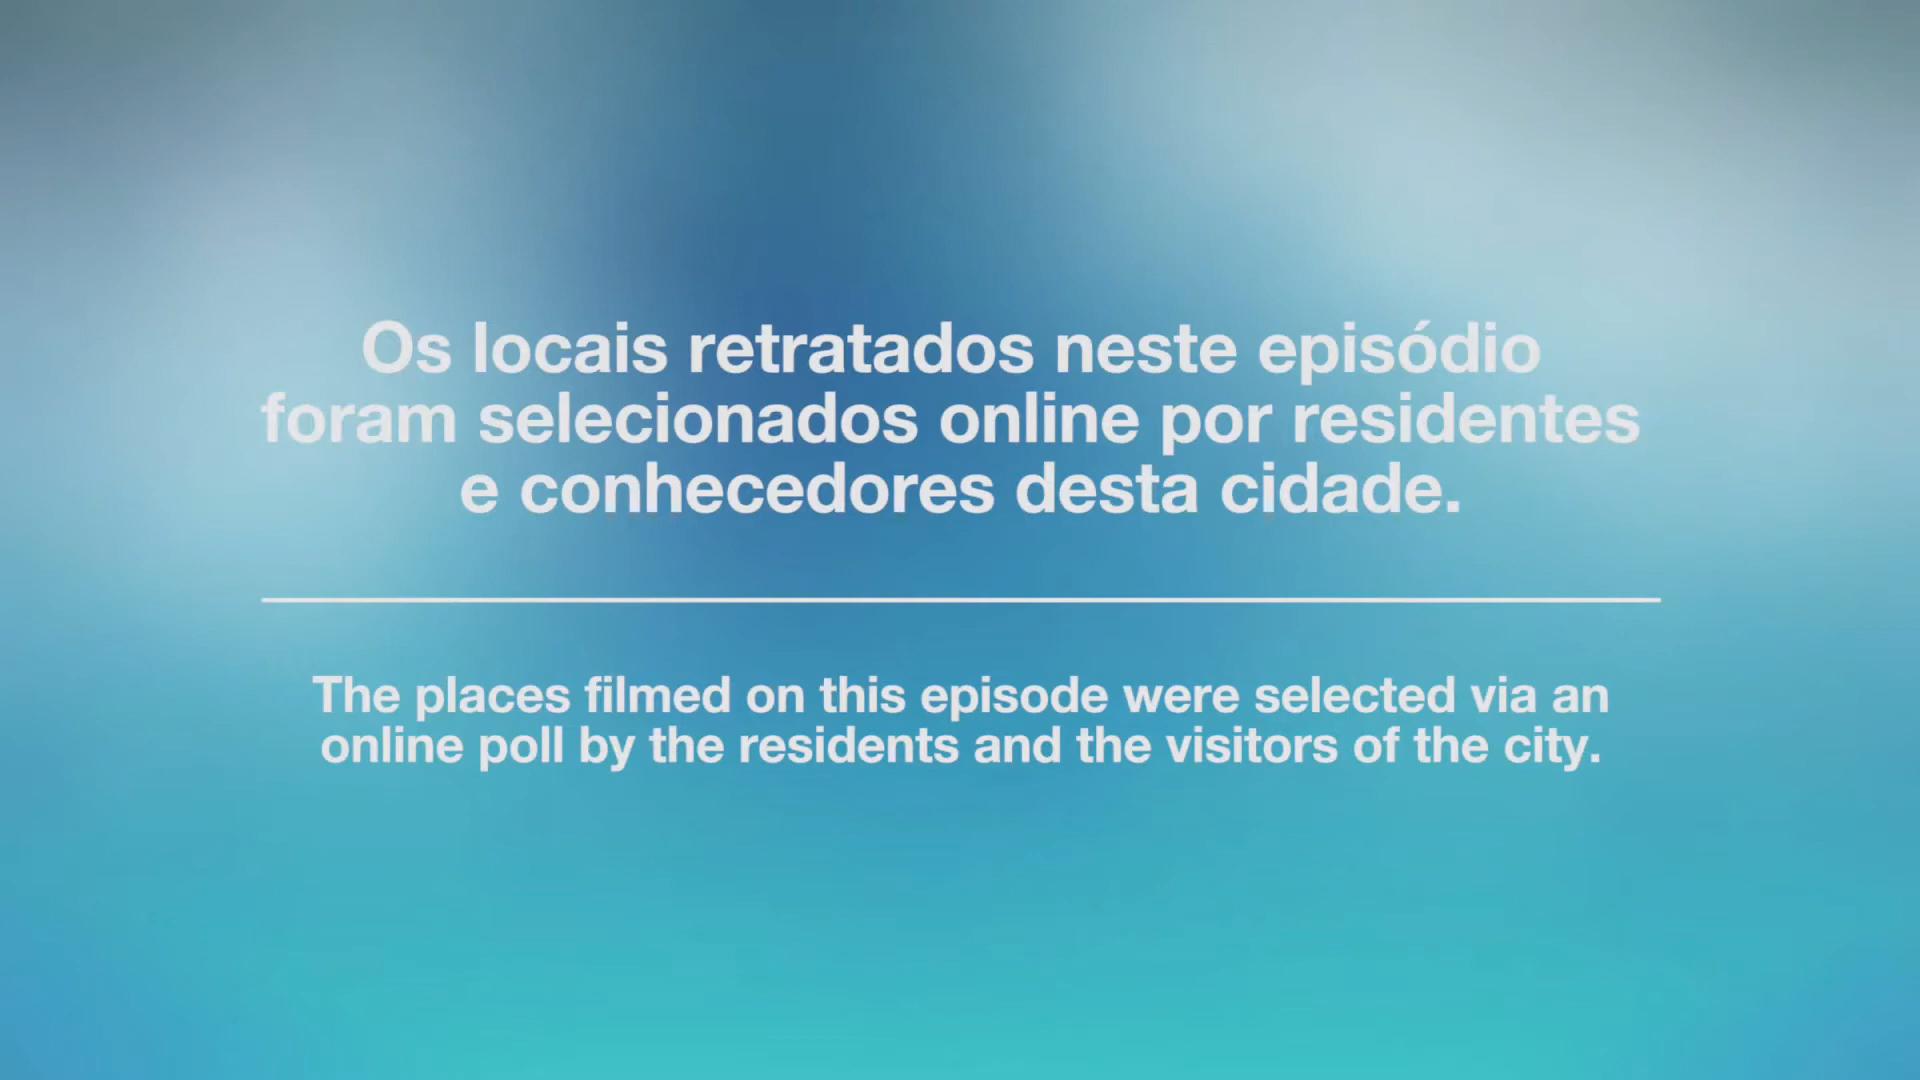 Os locais retratados neste episódio
foram selecionados online por residentes
e conhecedores desta cidade.
The places filmed on this episode were selected via an
online poll by the residents and the visitors of the city.